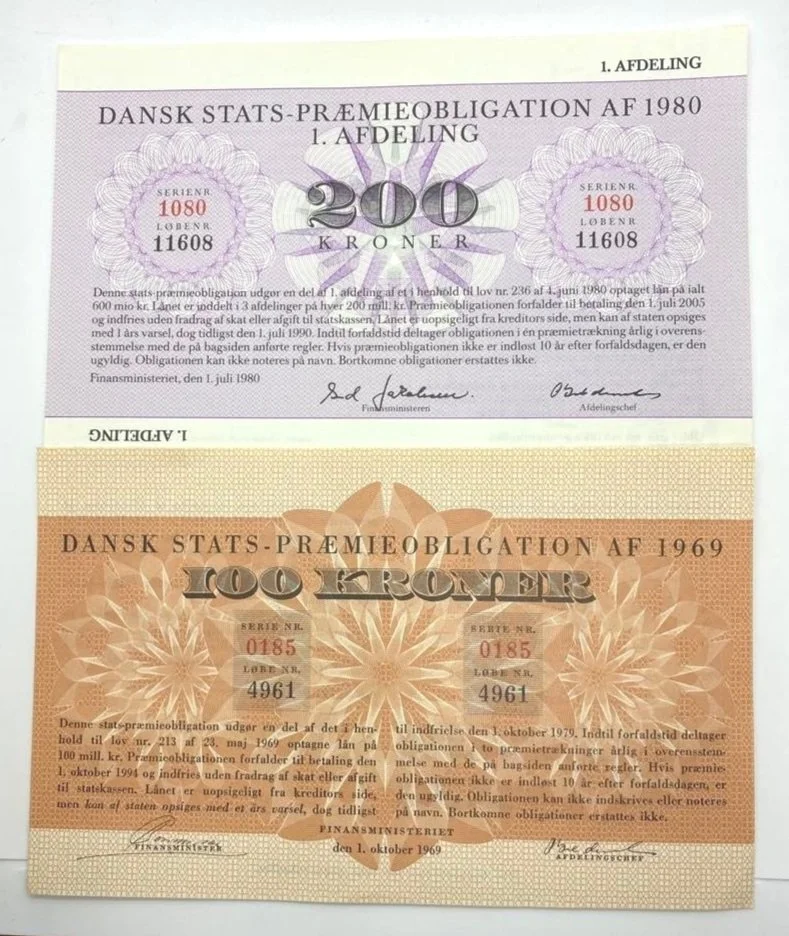 1. AFDELING
DANSK STATS-PRÆMIEOBLIGATION AF 1980
1. AFDELING
SERIENR.
1080
LØBENR.
11608
200
KRONER
SERIENR.
1080
LØBENR.
11608
Denne stats-præmieobligation udgør en del af 1. afdeling af et i henhold til lov nr. 236 af 4. juni 1980 optaget lån på ialt
600 mio kr. Lånet er inddelt i 3 afdelinger på hver 200 mill. kr. Præmieobligationen forfalder til betaling den 1. juli 2005
og indfries uden fradrag af skat eller afgift til statskassen. Lånet er uopsigeligt fra kreditors side, men kan af staten opsiges
med 1 års varsel, dog tidligst den 1. juli 1990. Indtil forfaldstid deltager obligationen i én præmietrækning årlig i overens-
stemmelse med de på bagsiden anførte regler. Hvis præmieobligationen ikke er indløst 10 år efter forfaldsdagen, er den
ugyldig. Obligationen kan ikke noteres på navn. Bortkomne obligationer erstattes ikke.
Finansministeriet, den 1. juli 1980
Finansministeren
Afdelingschef
1. AFDELING
DANSK STATS-PRÆMIEOBLIGATION AF 1969
100 KRONER
SERIE NR.
0185
LØBE NR.
4961
SERIE NR.
0185
LØBE NR.
4961
Denne stats-præmieobligation udgør en del af det i hen-
hold til lov nr. 213 af 23. maj 1969 optagne lån på
100 mill. kr. Præmieobligationen forfalder til betaling den
1. oktober 1994 og indfries uden fradrag af skat eller afgift
til statskassen. Lånet er uopsigeligt fra kreditors side,
men kan af staten opsiges med et års varsel, dog tidligst
til indfrielse den 1. oktober 1979. Indtil forfaldstid deltager
obligationen i to præmietrækninger årlig i overensstem-
melse med de på bagsiden anførte regler. Hvis præmie-
obligationen ikke er indløst 10 år efter forfaldsdagen, er
den ugyldig. Obligationen kan ikke indskrives eller noteres
på navn. Bortkomne obligationer erstattes ikke.
FINANSMINISTERIET
den 1. oktober 1969
FINANSMINISTER
AFDELINGSCHEF